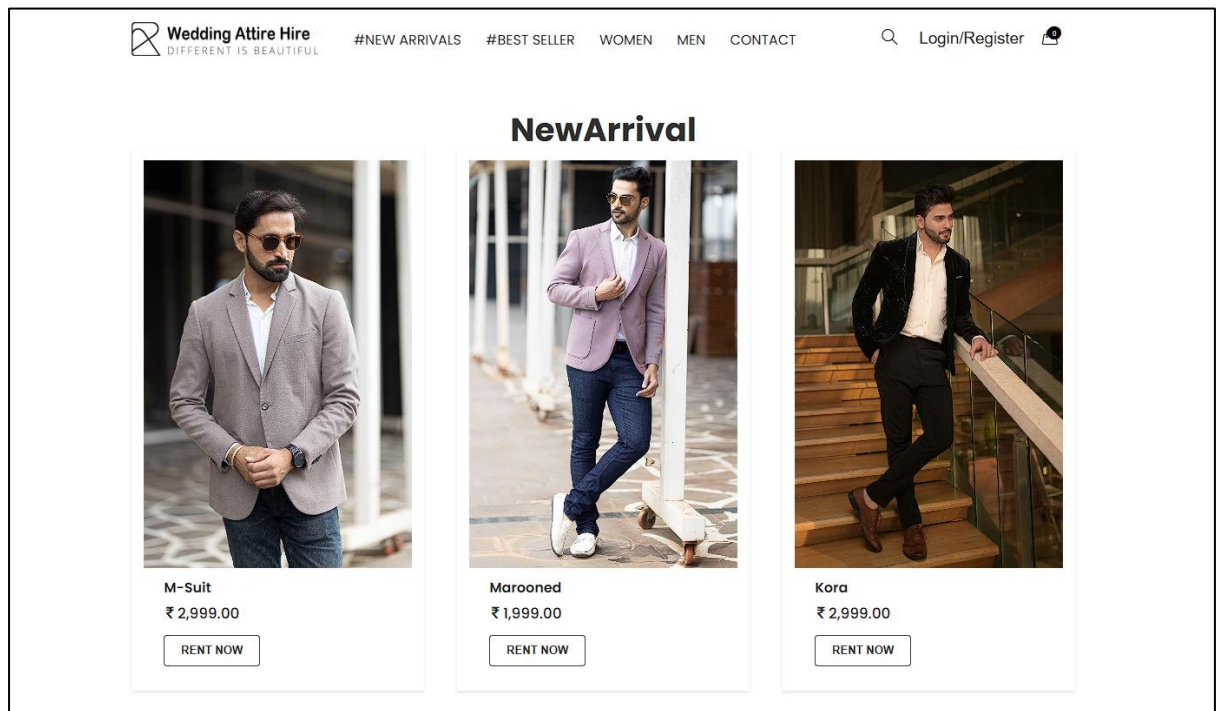 Wedding Attire Hire
DIFFERENT IS BEAUTIFUL
#NEW ARRIVALS #BEST SELLER WOMEN MEN CONTACT
Login/Register
0
NewArrival
M-Suit
₹ 2,999.00
RENT NOW
Marooned
₹ 1,999.00
RENT NOW
Kora
₹ 2,999.00
RENT NOW